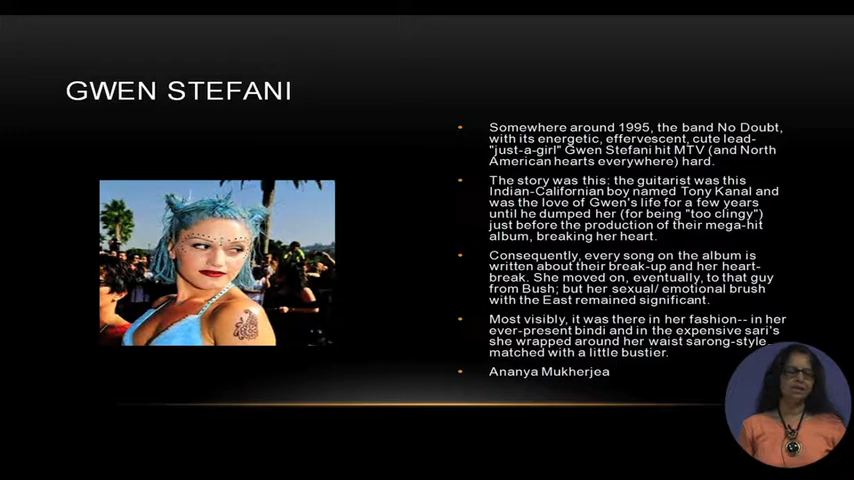 GWEN STEFANI
• Somewhere around 1995, the band No Doubt,
with its energetic, effervescent, cute lead-
"just-a-girl" Gwen Stefani hit MTV (and North
American hearts everywhere) hard.
• The story was this: the guitarist was this
Indian-Californian boy named Tony Kanal and
was the love of Gwen's life for a few years
until he dumped her (for being "too clingy")
just before the production of their mega-hit
album, breaking her heart.
• Consequently, every song on the album is
written about their break-up and her heart-
break. She moved on, eventually, to that guy
from Bush; but her sexual/ emotional brush
with the East remained significant.
• Most visibly, it was there in her fashion-- in her
ever-present bindi and in the expensive sari's
she wrapped around her waist sarong-style
matched with a little bustier.
• Ananya Mukherjea